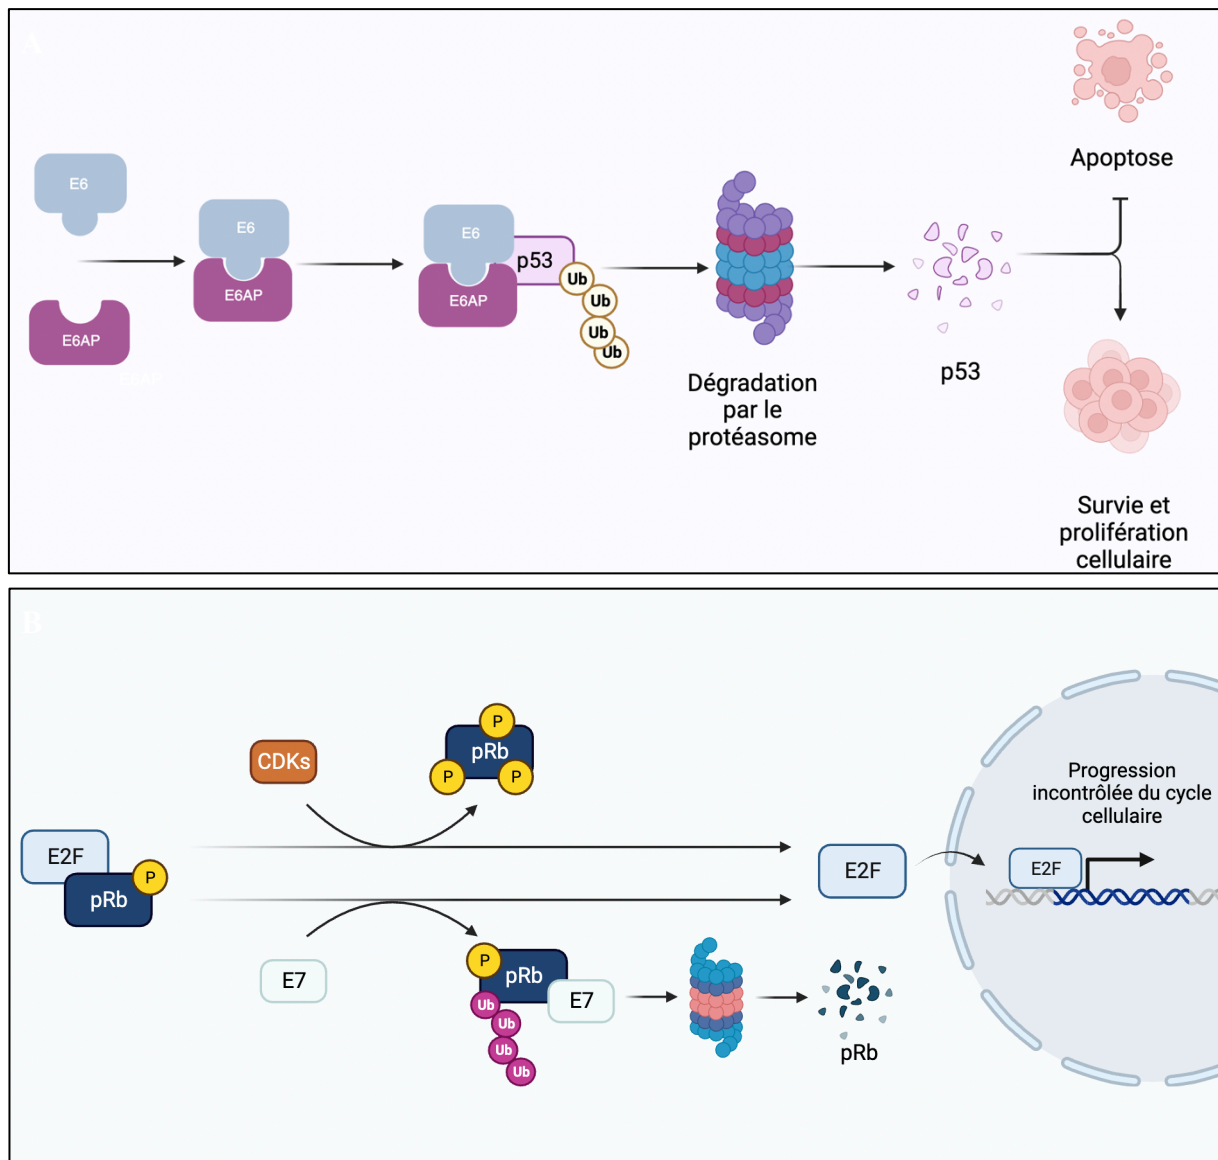 A
E6
E6AP
E6AP
E6
E6AP
E6
E6AP
p53
Ub
Ub
Ub
Ub
Dégradation
par le
protéasome
p53
Apoptose
Survie et
prolifération
cellulaire
B
E2F
pRb
P
CDKs
P
pRb
P
P
E7
P
pRb
E7
Ub
Ub
Ub
Ub
pRb
E2F
Progression
incontrôlée du cycle
cellulaire
E2F